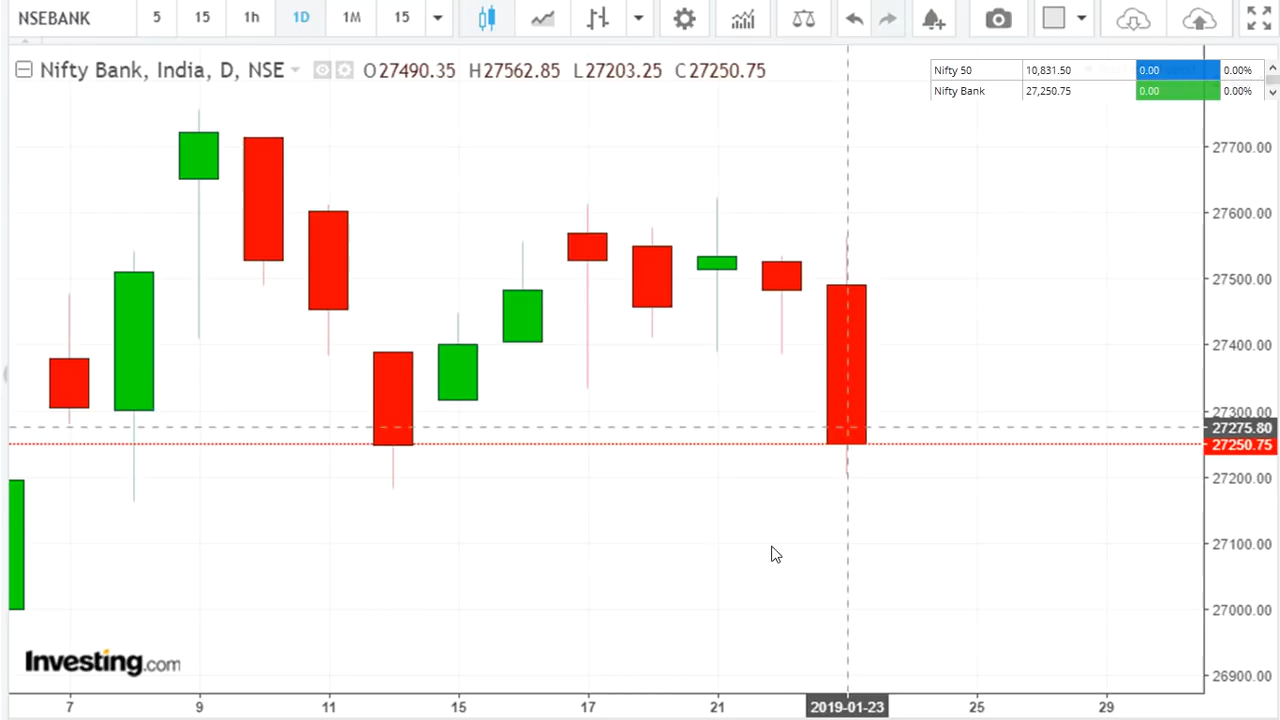 NSEBANK 5 15 1h 1D 1M 15
Nifty Bank, India, D, NSE O27490.35 H27562.85 L27203.25 C27250.75
Nifty 50 10,831.50 0.00 0.00%
Nifty Bank 27,250.75 0.00 0.00%
27700.00
27600.00
27500.00
27400.00
27300.00
27275.80
27250.75
27200.00
27100.00
27000.00
26900.00
Investing.com
7 9 11 15 17 21 2019-01-23 25 29